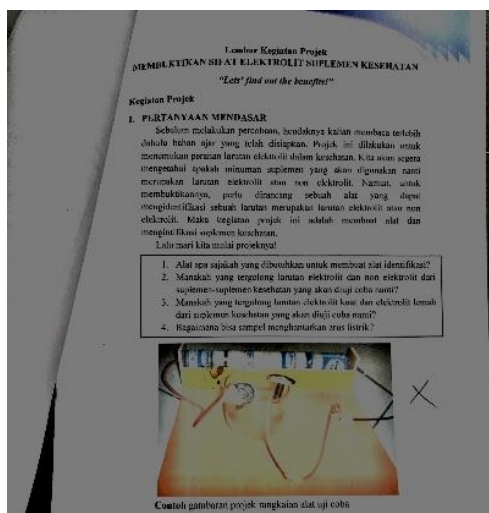 Lembar Kegiatan Projek
MEMBUKTIKAN SIFAT ELEKTROLIT SUPLEMEN KESEHATAN
"Lets' find out the benefits!"
Kegiatan Projek
I. PERTANYAAN MENDASAR
Sebelum melakukan percobaan, hendaknya kalian membaca terlebih
dahulu bahan ajar yang telah disiapkan. Projek ini dilakukan untuk
menemukan peranan larutan elektrolit dalam kesehatan. Kita akan segera
mengetahui apakah minuman suplemen yang akan digunakan nanti
merupakan larutan elektrolit atau non elektrolit. Namun, untuk
membuktikannya, perlu dirancang sebuah alat yang dapat
mengidentifikasi sebuah larutan merupakan larutan elektrolit atau non
elektrolit. Maka kegiatan projek ini adalah membuat alat dan
mengintifikasi suplemen kesehatan.
Lalu mari kita mulai projeknya!
1. Alat apa sajakah yang dibutuhkan untuk membuat alat identifikasi?
2. Manakah yang tergolong larutan elektrolit dan non elektrolit dari
suplemen-suplemen kesehatan yang akan diuji coba nanti?
3. Manakah yang tergolong larutan elektrolit kuat dan elektrolit lemah
dari suplemen kesehatan yang akan diuji coba nanti?
4. Bagaimana bisa sampel menghantarkan arus listrik?
Contoh gambaran projek rangkaian alat uji coba